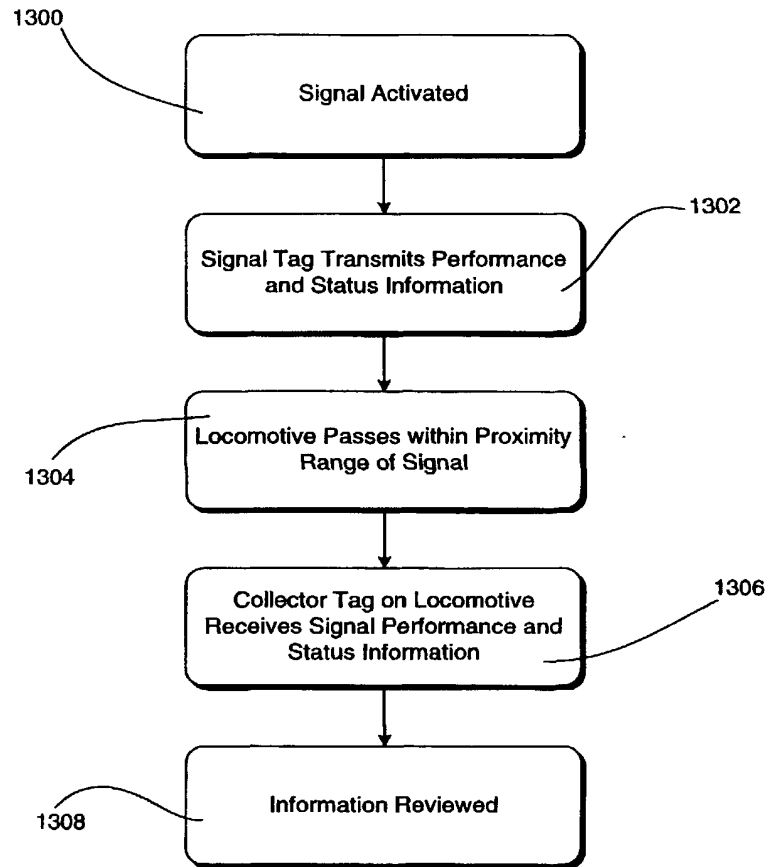 1300
Signal Activated
1302
Signal Tag Transmits Performance
and Status Information
Locomotive Passes within Proximity
Range of Signal
1304
1306
Collector Tag on Locomotive
Receives Signal Performance and
Status Information
Information Reviewed
1308